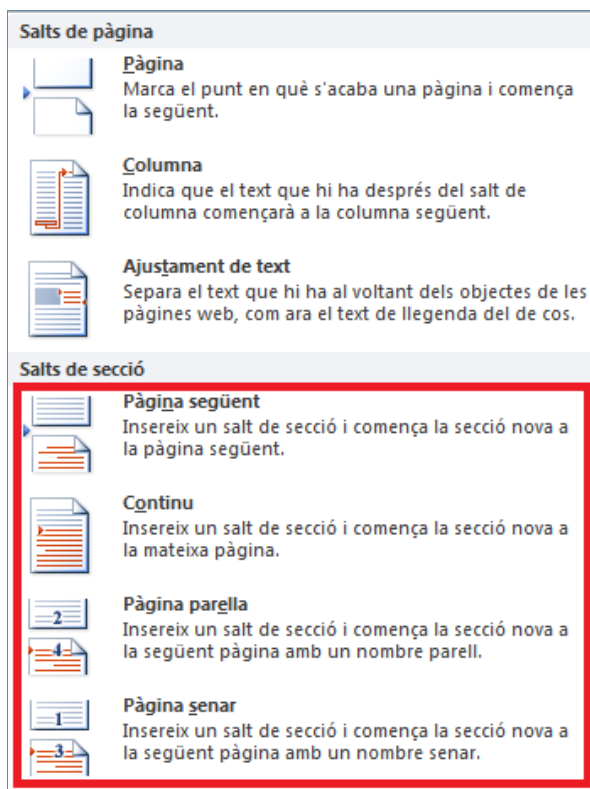 Salts de pàgina
Pàgina
Marca el punt en què s'acaba una pàgina i comença
la següent.
Columna
Indica que el text que hi ha després del salt de
columna començarà a la columna següent.
Ajustament de text
Separa el text que hi ha al voltant dels objectes de les
pàgines web, com ara el text de llegenda del de cos.
Salts de secció
Pàgina següent
Insereix un salt de secció i comença la secció nova a
la pàgina següent.
Continu
Insereix un salt de secció i comença la secció nova a
la mateixa pàgina.
2
4
Pàgina parella
Insereix un salt de secció i comença la secció nova a
la següent pàgina amb un nombre parell.
1
3
Pàgina senar
Insereix un salt de secció i comença la secció nova a
la següent pàgina amb un nombre senar.